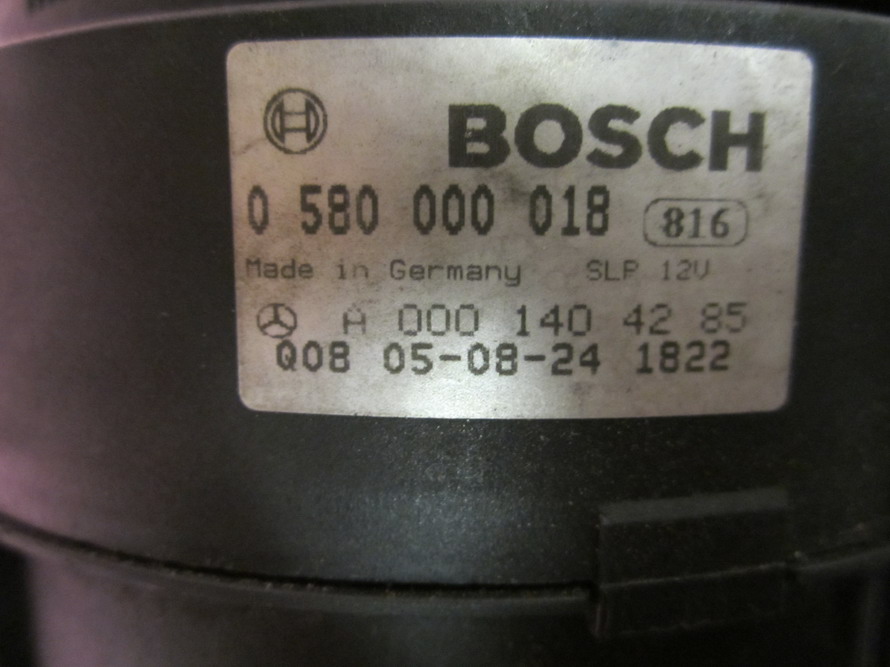 BOSCH
0 580 000 018 816
Made in Germany SLP 12V
A 000 140 42 85
Q08 05-08-24 1822